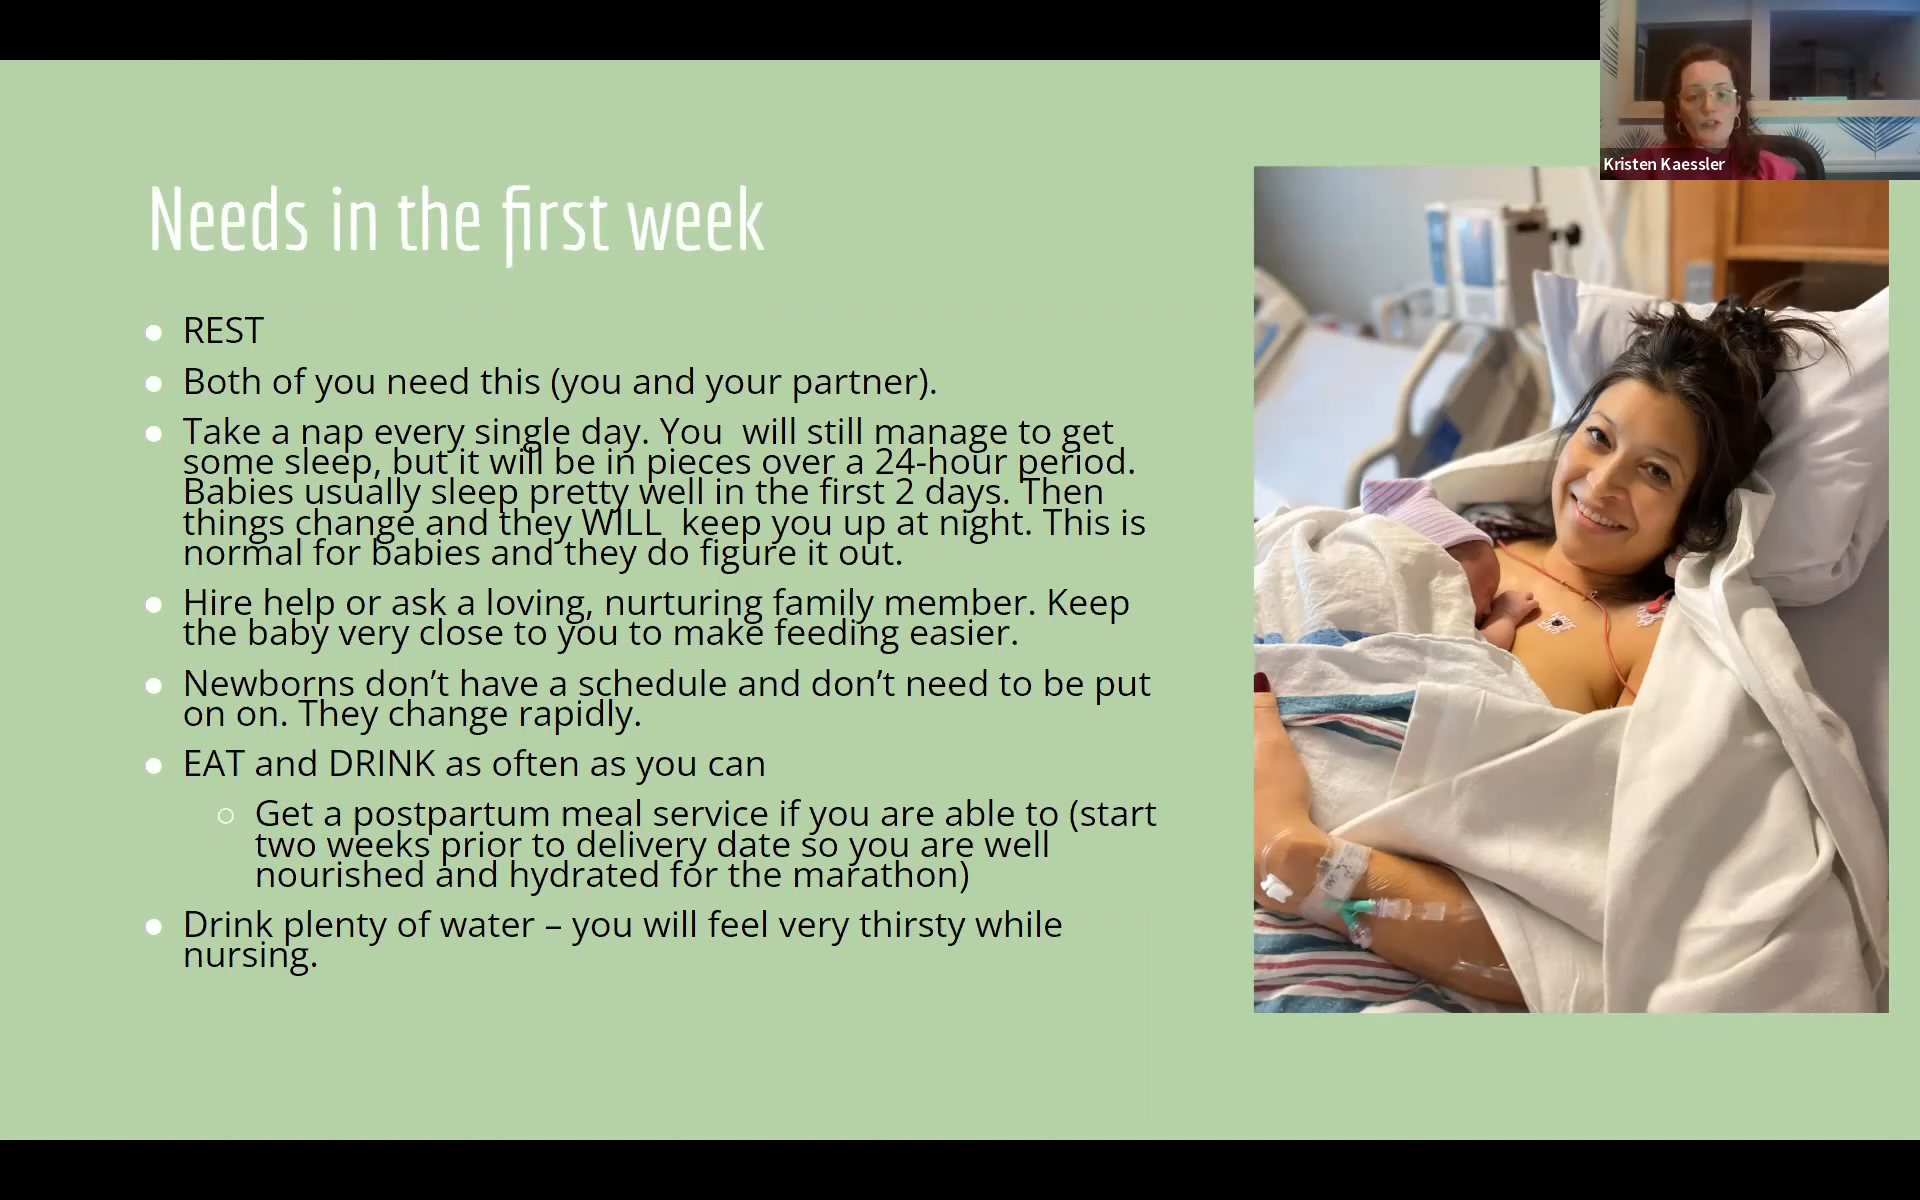 Kristen Kaessler
Needs in the first week
● REST
● Both of you need this (you and your partner).
● Take a nap every single day. You  will still manage to get
some sleep, but it will be in pieces over a 24-hour period.
Babies usually sleep pretty well in the first 2 days. Then
things change and they WILL  keep you up at night. This is
normal for babies and they do figure it out.
● Hire help or ask a loving, nurturing family member. Keep
the baby very close to you to make feeding easier.
● Newborns don’t have a schedule and don’t need to be put
on on. They change rapidly.
● EAT and DRINK as often as you can
○ Get a postpartum meal service if you are able to (start
two weeks prior to delivery date so you are well
nourished and hydrated for the marathon)
● Drink plenty of water – you will feel very thirsty while
nursing.